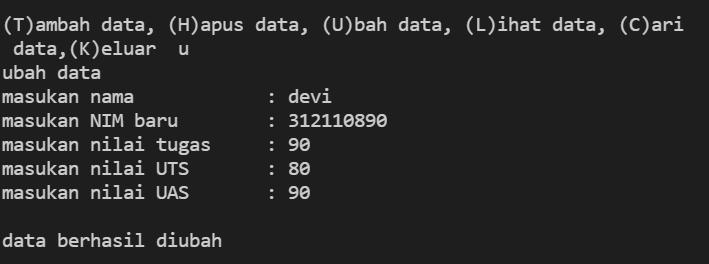 (T)ambah data, (H)apus data, (U)bah data, (L)ihat data, (C)ari
 data,(K)eluar  u
ubah data
masukan nama            : devi
masukan NIM baru        : 312110890
masukan nilai tugas     : 90
masukan nilai UTS       : 80
masukan nilai UAS       : 90

data berhasil diubah